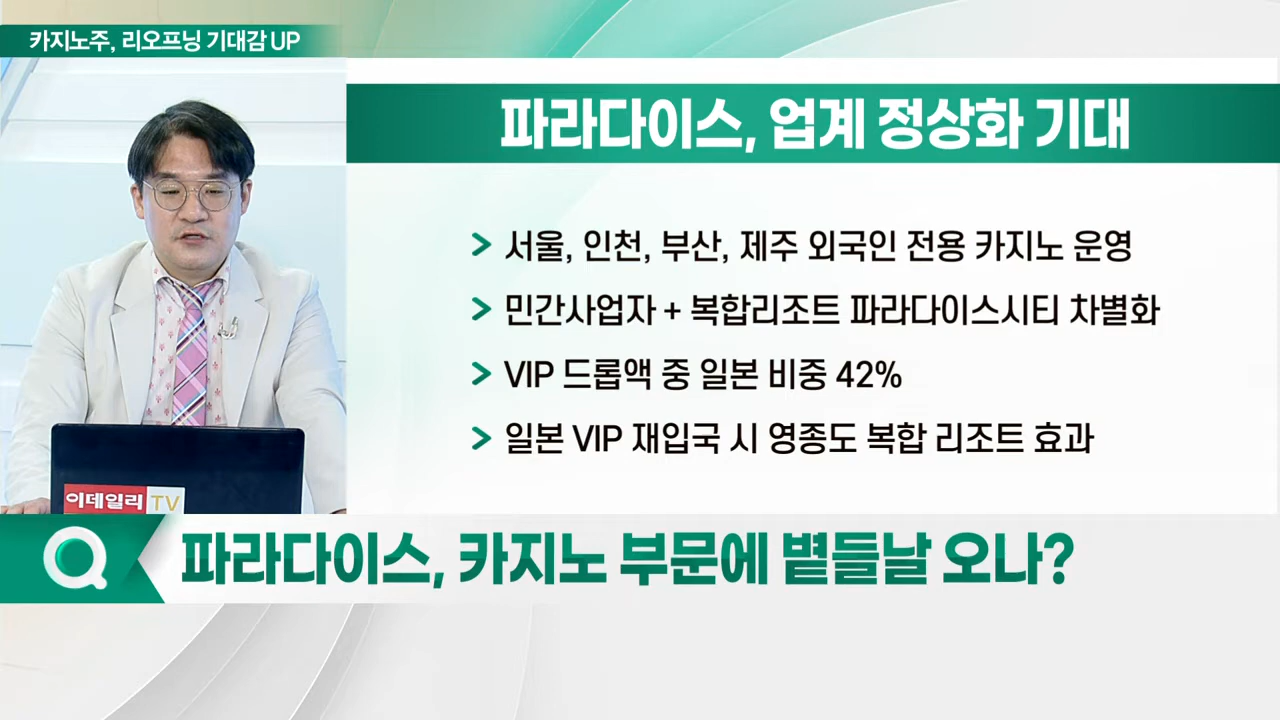 카지노주, 리오프닝 기대감 UP
파라다이스, 업계 정상화 기대
> 서울, 인천, 부산, 제주 외국인 전용 카지노 운영
> 민간사업자 + 복합리조트 파라다이스시티 차별화
> VIP 드롭액 중 일본 비중 42%
> 일본 VIP 재입국 시 영종도 복합 리조트 효과
이데일리 TV
파라다이스, 카지노 부문에 볕들날 오나?